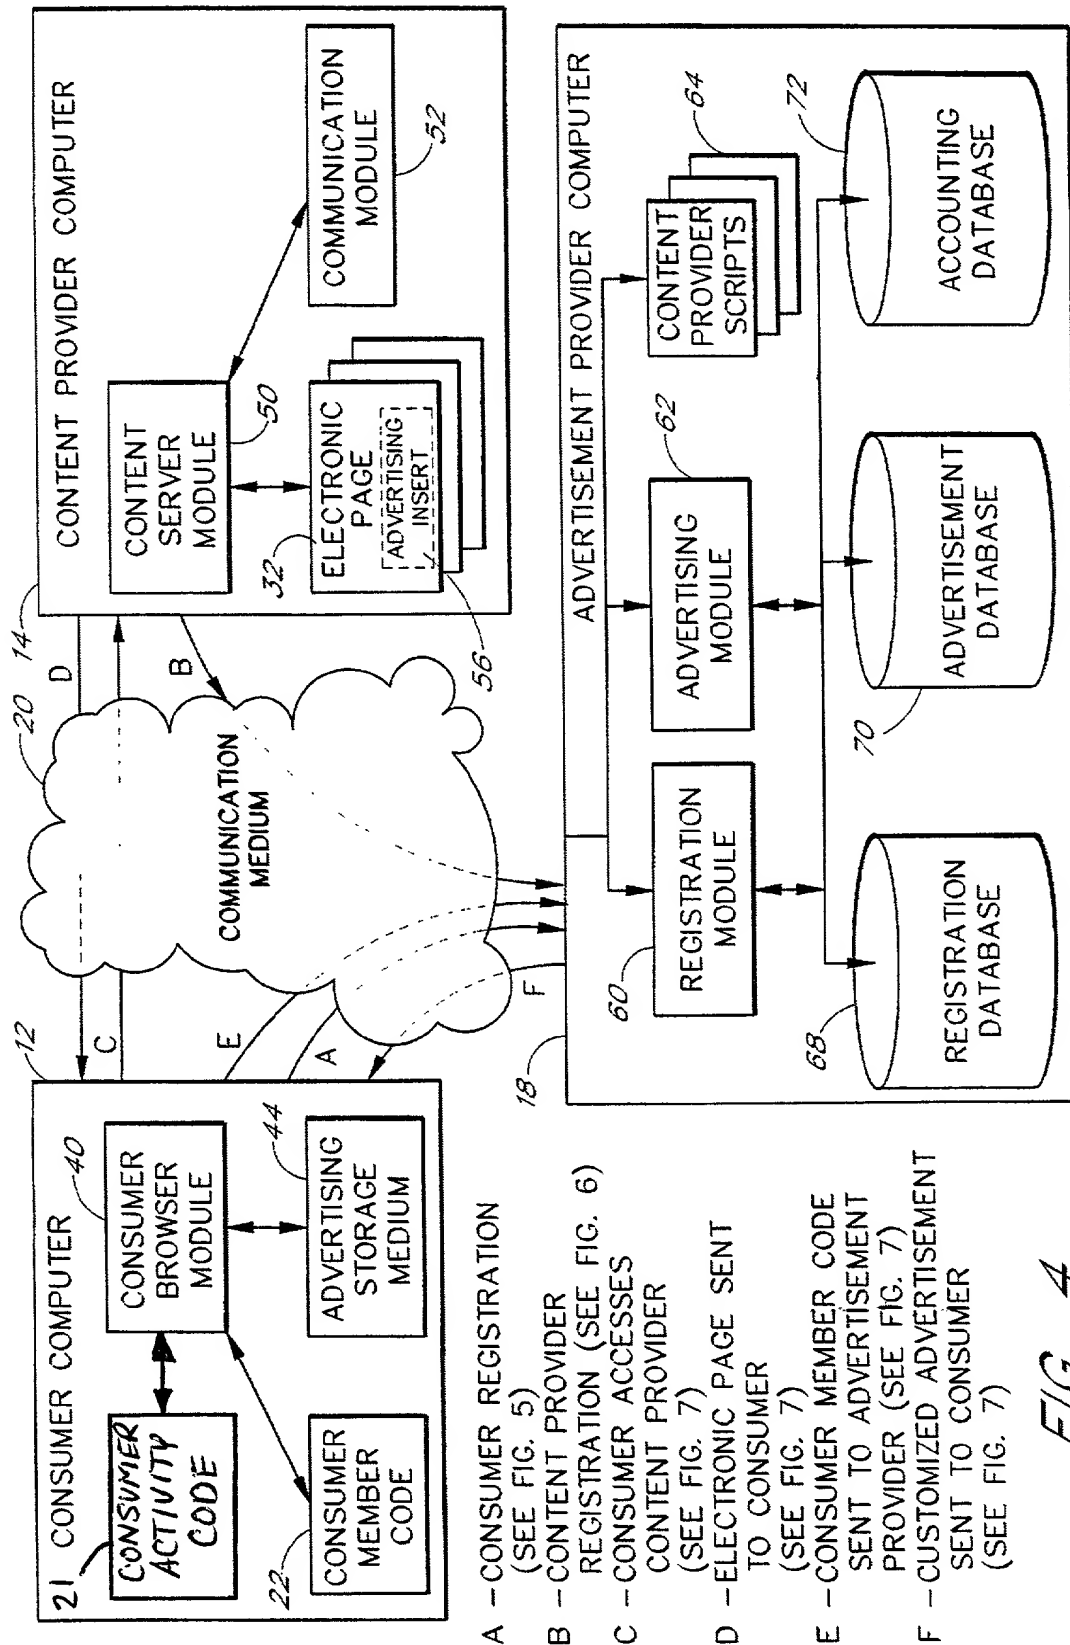 CONSUMER COMPUTER
12
21
CONSUMER
ACTIVITY
CODE
40
CONSUMER
BROWSER
MODULE
22
CONSUMER
MEMBER
CODE
44
ADVERTISING
STORAGE
MEDIUM
C
E
A
F
D
B
20
COMMUNICATION
MEDIUM
14
CONTENT PROVIDER COMPUTER
CONTENT
SERVER
MODULE
50
32
ELECTRONIC
PAGE
ADVERTISING
INSERT
56
COMMUNICATION
MODULE
52
18
ADVERTISEMENT PROVIDER COMPUTER
60
REGISTRATION
MODULE
62
ADVERTISING
MODULE
64
CONTENT
PROVIDER
SCRIPTS
68
REGISTRATION
DATABASE
70
ADVERTISEMENT
DATABASE
72
ACCOUNTING
DATABASE
A – CONSUMER REGISTRATION
(SEE FIG. 5)
B – CONTENT PROVIDER
REGISTRATION (SEE FIG. 6)
C – CONSUMER ACCESSES
CONTENT PROVIDER
(SEE FIG. 7)
D – ELECTRONIC PAGE SENT
TO CONSUMER
(SEE FIG. 7)
E – CONSUMER MEMBER CODE
SENT TO ADVERTISEMENT
PROVIDER (SEE FIG. 7)
F – CUSTOMIZED ADVERTISEMENT
SENT TO CONSUMER
(SEE FIG. 7)
FIG. 4